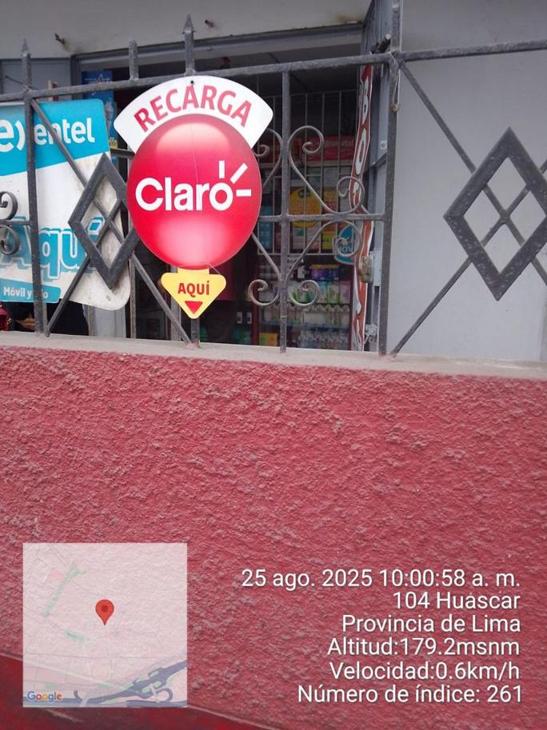 RECARGA
Claro
AQUÍ
e) entel
Aquí
Móvil y
25 ago. 2025 10:00:58 a. m.
104 Huascar
Provincia de Lima
Altitud:179.2msnm
Velocidad:0.6km/h
Número de índice: 261
Google